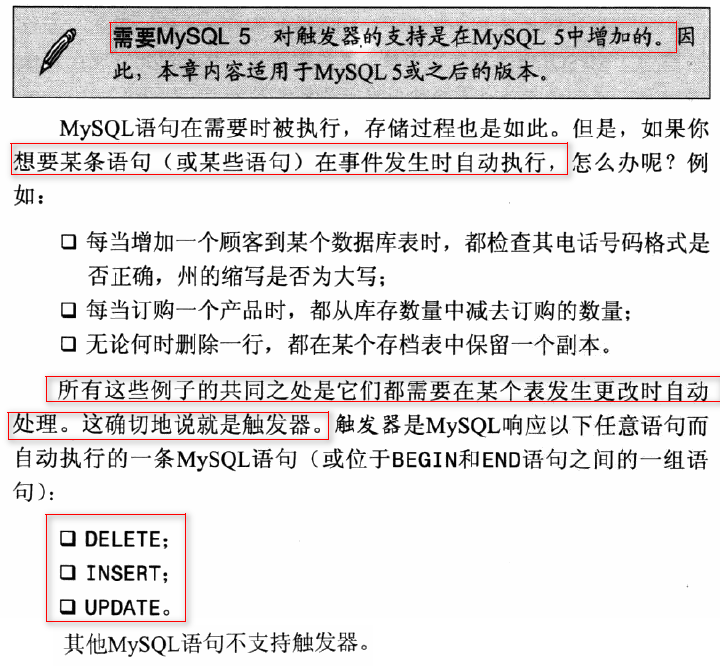 需要MySQL 5 对触发器的支持是在MySQL 5中增加的。因
此，本章内容适用于MySQL 5或之后的版本。
MySQL语句在需要时被执行，存储过程也是如此。但是，如果你
想要某条语句（或某些语句）在事件发生时自动执行，怎么办呢？例
如：
❑ 每当增加一个顾客到某个数据库表时，都检查其电话号码格式是
否正确，州的缩写是否为大写；
❑ 每当订购一个产品时，都从库存数量中减去订购的数量；
❑ 无论何时删除一行，都在某个存档表中保留一个副本。
所有这些例子的共同之处是它们都需要在某个表发生更改时自动
处理。这确切地说就是触发器。触发器是MySQL响应以下任意语句而
自动执行的一条MySQL语句（或位于BEGIN和END语句之间的一组语
句）：
❑ DELETE；
❑ INSERT；
❑ UPDATE。
其他MySQL语句不支持触发器。